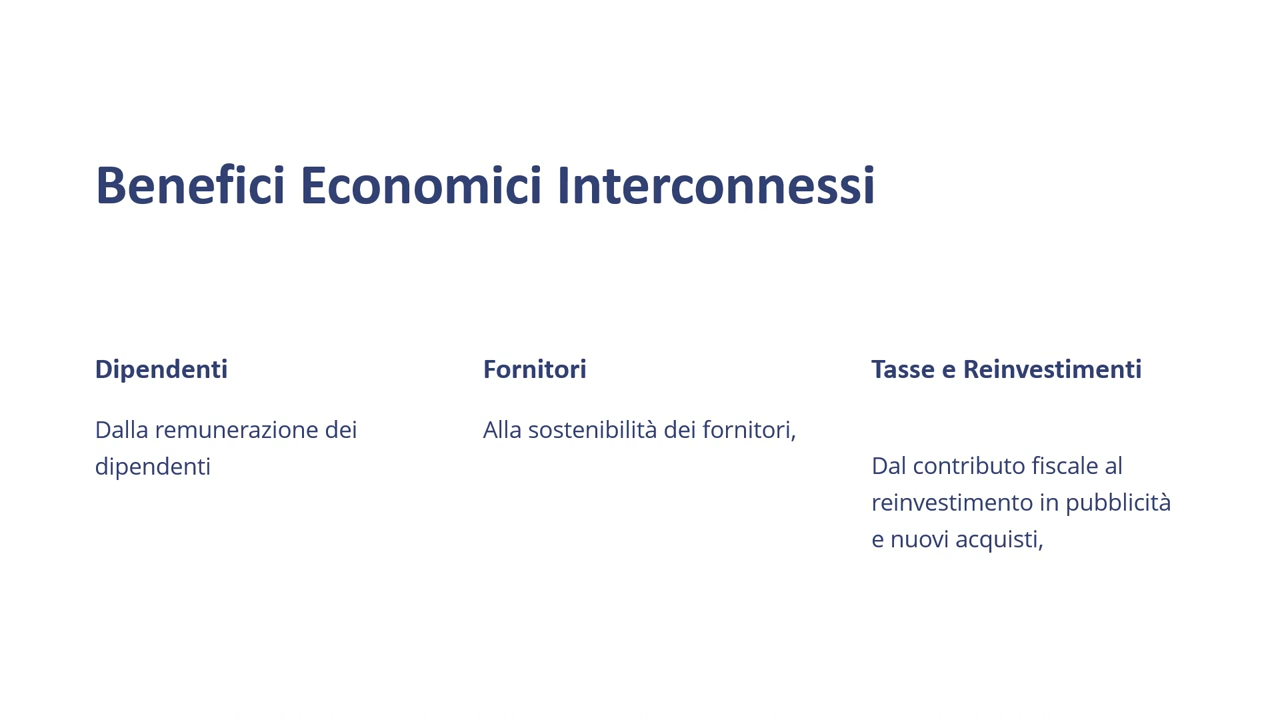 Benefici Economici Interconnessi
Dipendenti
Dalla remunerazione dei
dipendenti
Fornitori
Alla sostenibilità dei fornitori,
Tasse e Reinvestimenti
Dal contributo fiscale al
reinvestimento in pubblicità
e nuovi acquisti,